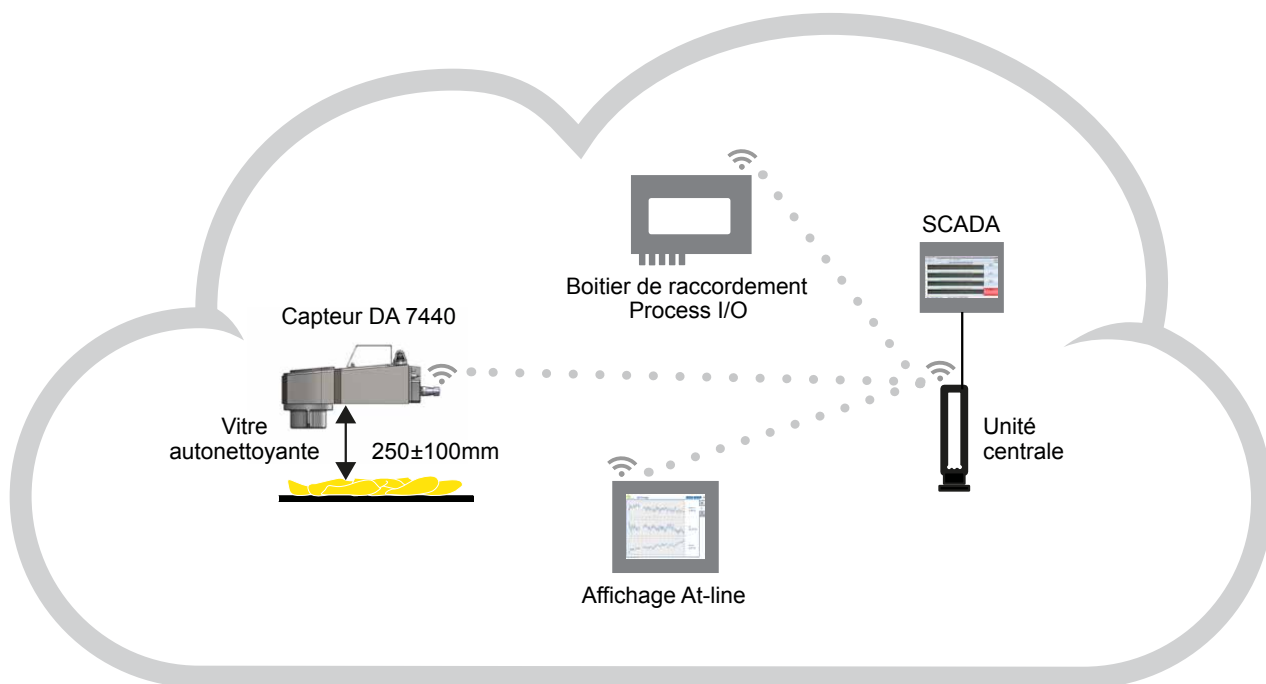 SCADA
Boitier de raccordement
Process I/O
Capteur DA 7440
Vitre
autonettoyante
250±100mm
Unité
centrale
Affichage At-line